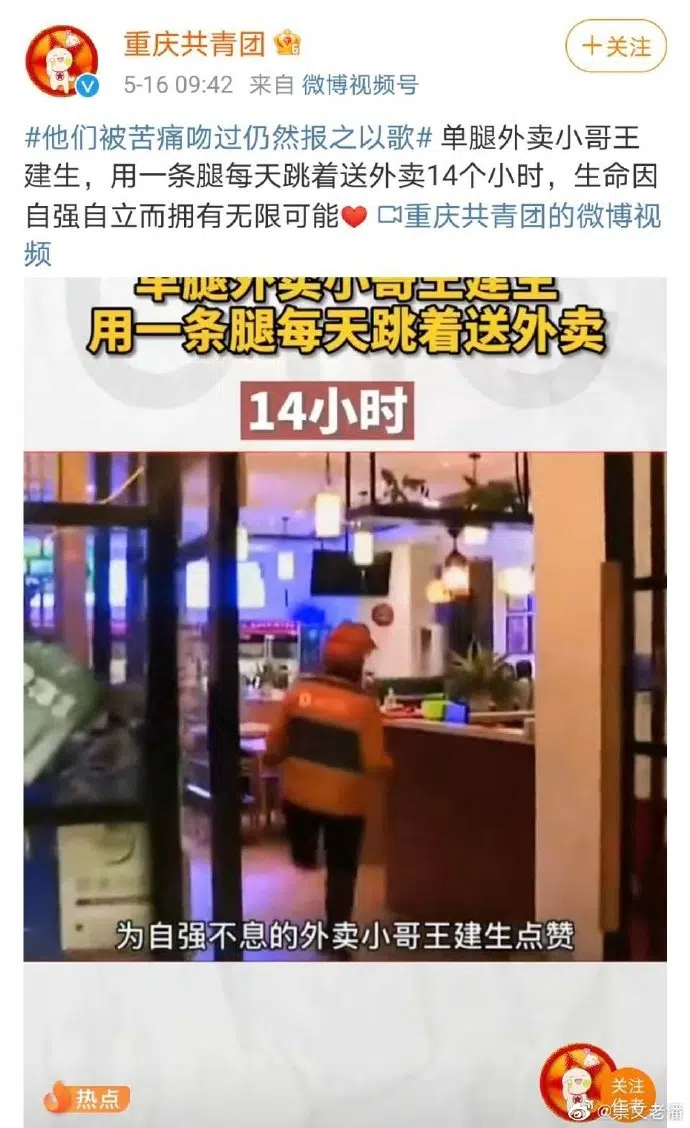 重庆共青团
+关注
5-16 09:42 来自 微博视频号
#他们被苦痛吻过仍然报之以歌# 单腿外卖小哥王
建生，用一条腿每天跳着送外卖14个小时，生命因
自强自立而拥有无限可能❤ 重庆共青团的微博视
频
单腿外卖小哥王建生
用一条腿每天跳着送外卖
14小时
为自强不息的外卖小哥王建生点赞
热点
关注
作者
@崇文老潘